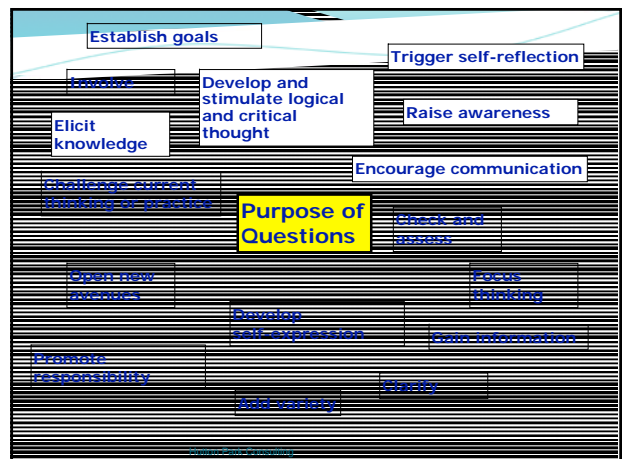 Establish goals
Trigger self-reflection
Involve
Develop and
stimulate logical
and critical
thought
Raise awareness
Elicit
knowledge
Encourage communication
Challenge current
thinking or practice
Purpose of
Questions
Check and
assess
Open new
avenues
Focus
thinking
Develop
self-expression
Gain information
Promote
responsibility
Clarify
Add variety